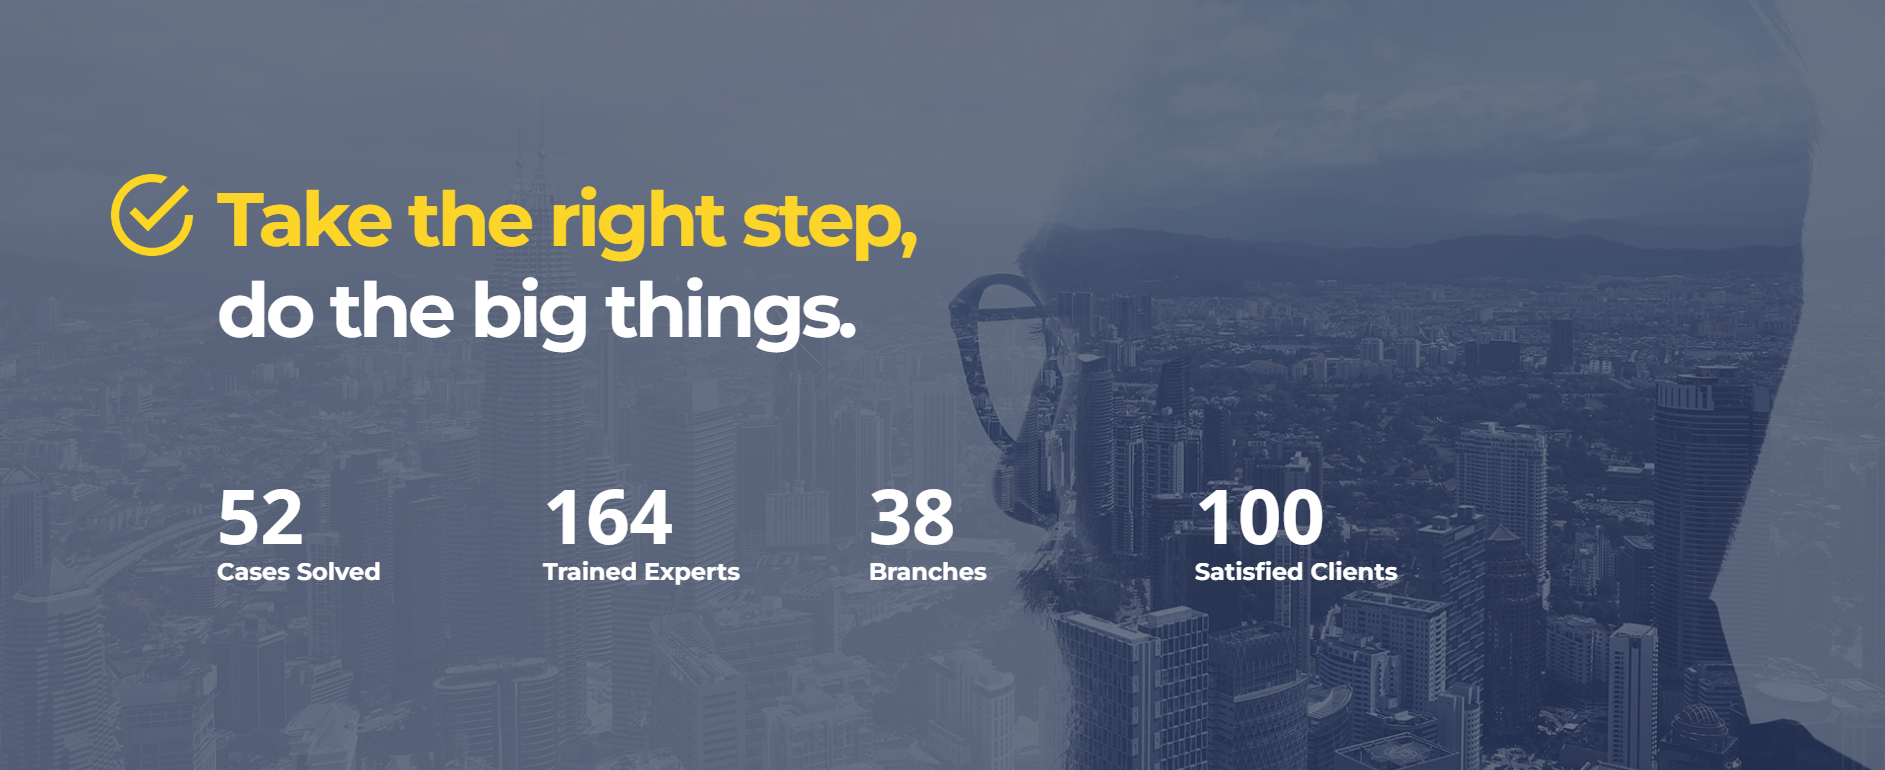 Take the right step,
do the big things.
52
Cases Solved
164
Trained Experts
38
Branches
100
Satisfied Clients